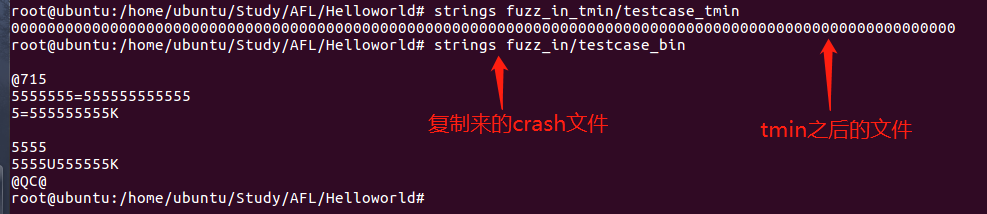 root@ubuntu:/home/ubuntu/Study/AFL/Helloworld# strings fuzz_in_tmin/testcase_tmin
000000000000000000000000000000000000000000000000000000000000000000000000000000000000000000000000000000000
root@ubuntu:/home/ubuntu/Study/AFL/Helloworld# strings fuzz_in/testcase_bin
@715
5555555=555555555555
5=555555555K
复制来的crash文件
tmin之后的文件
5555
5555U555555K
@QC@
root@ubuntu:/home/ubuntu/Study/AFL/Helloworld#